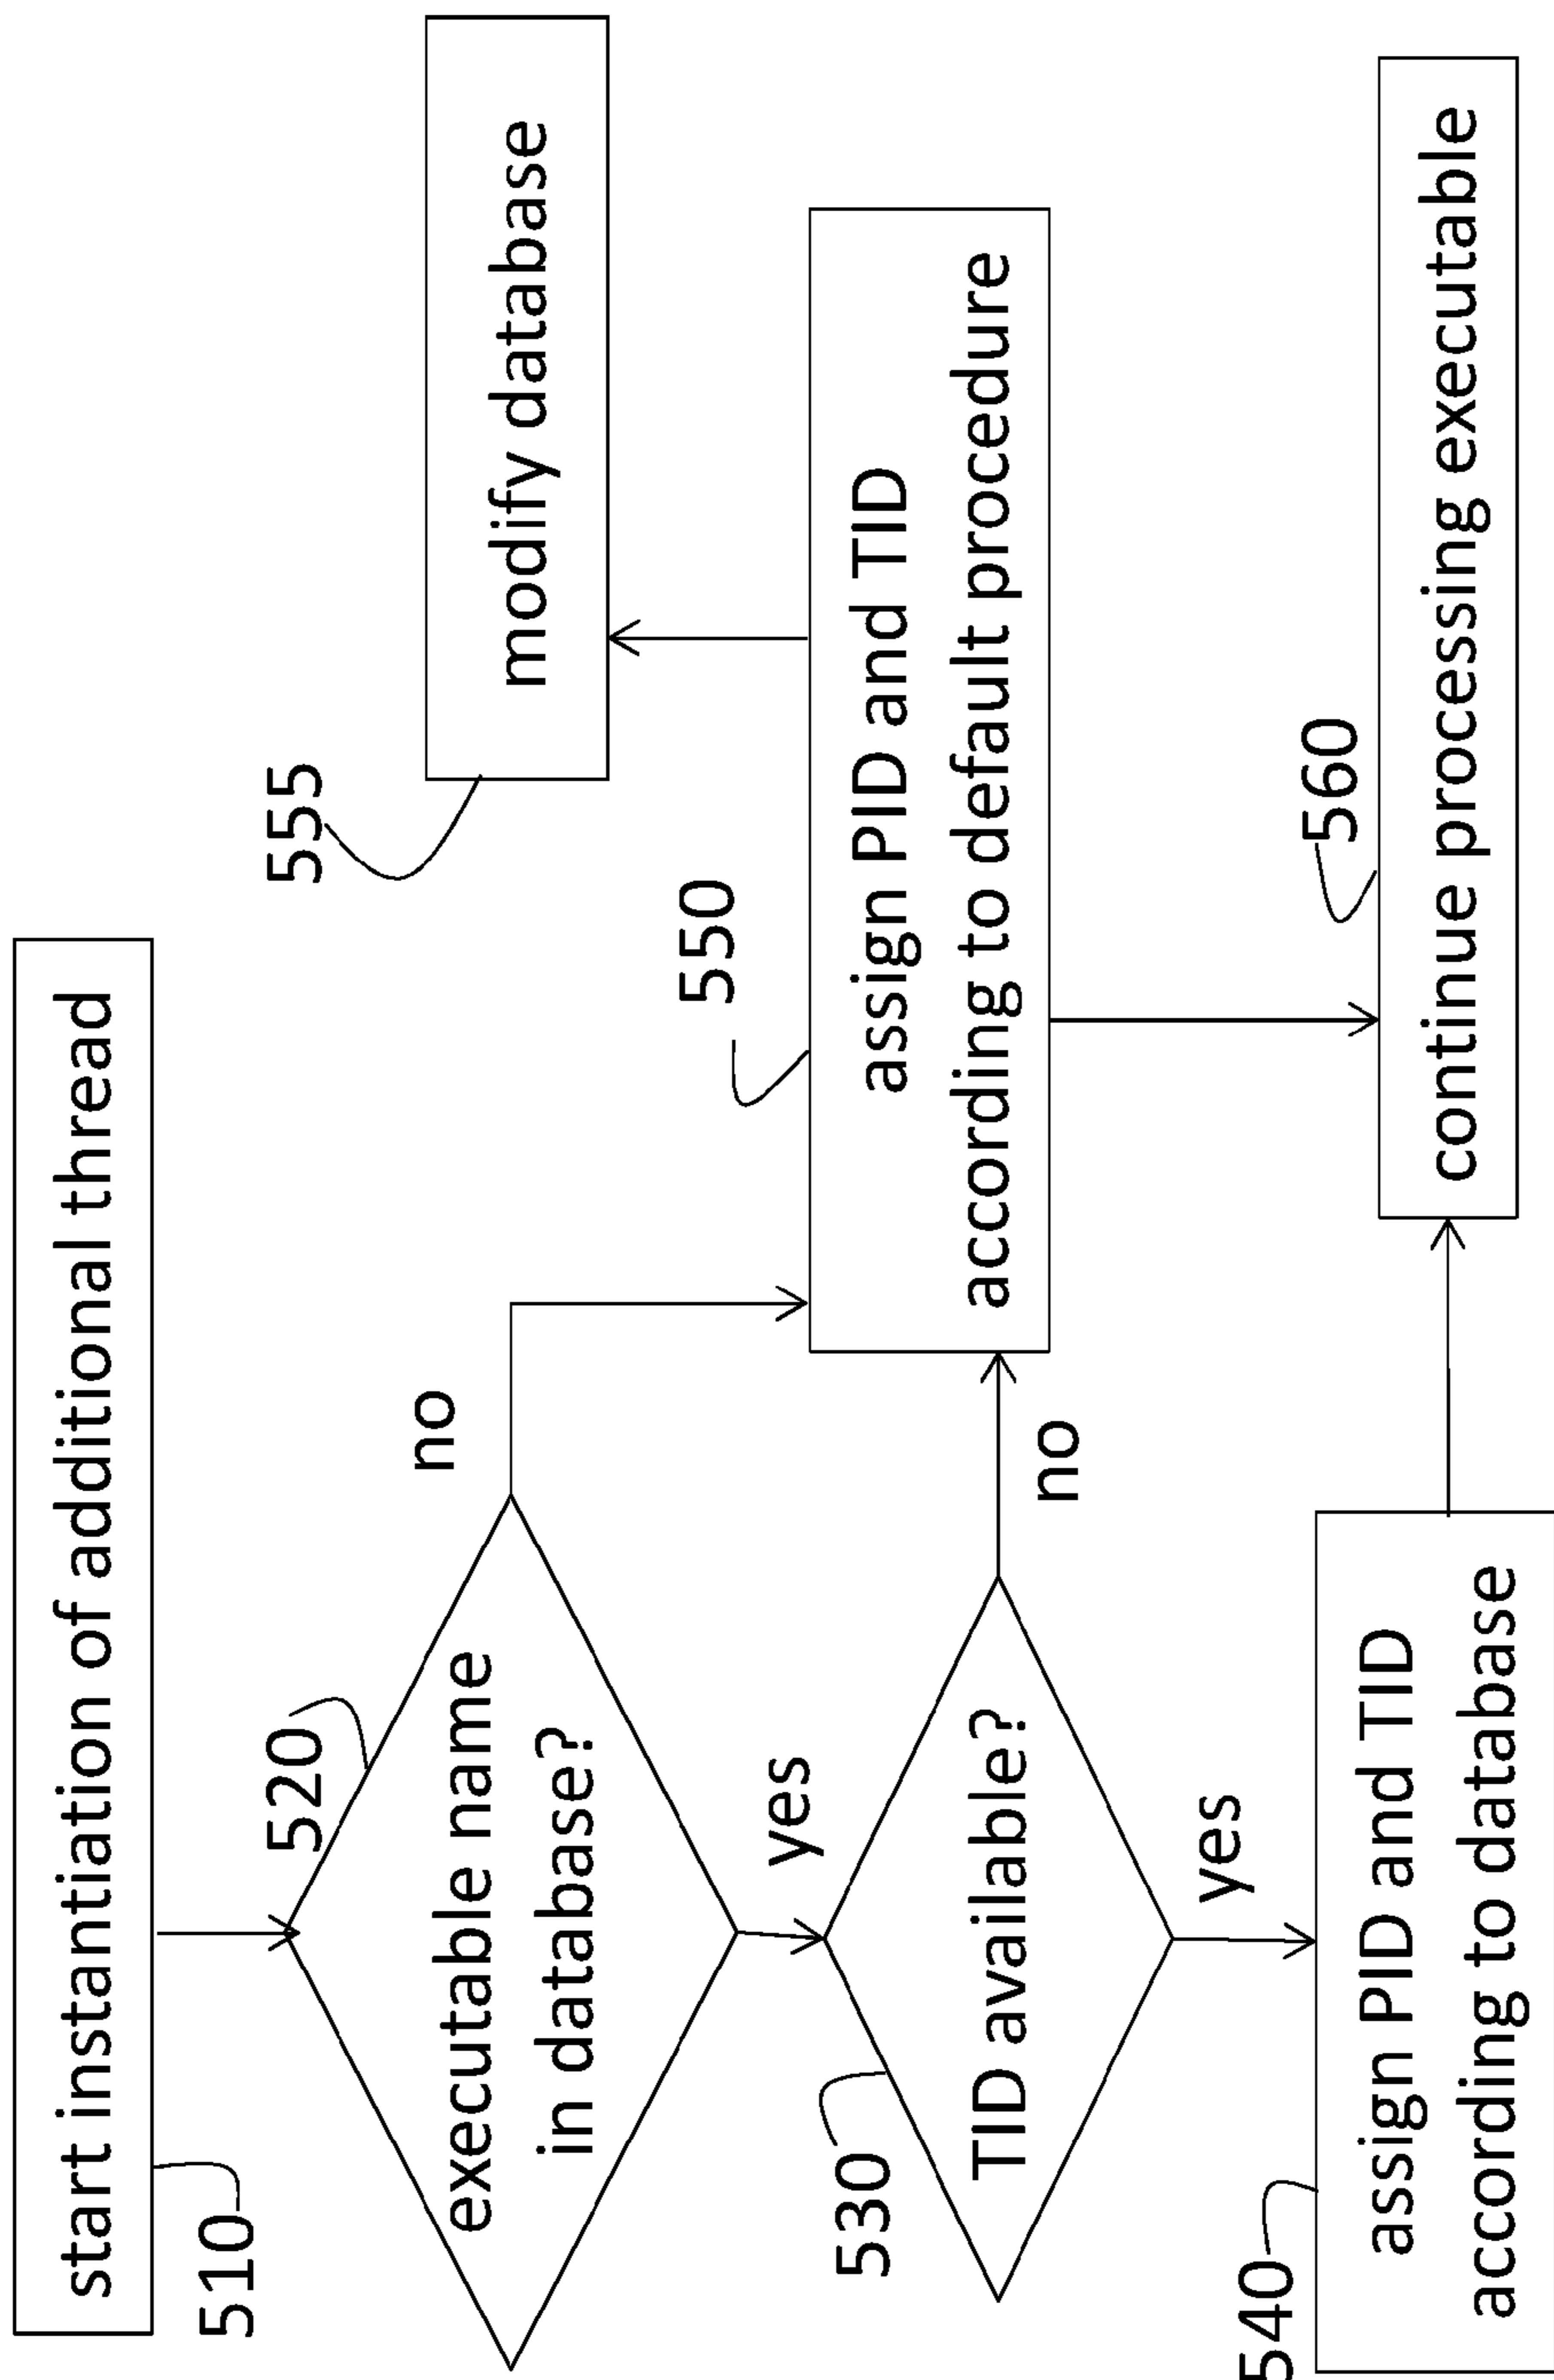 start instantiation of additional thread
510
520
executable name
in database?
no
yes
530
TID available?
no
yes
540
assign PID and TID
according to database
555
modify database
550
assign PID and TID
according to default procedure
560
continue processing executable